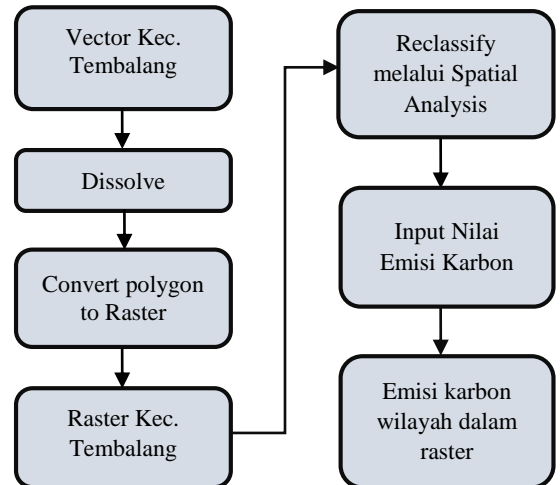 Vector Kec.
Tembalang
Dissolve
Convert polygon
to Raster
Raster Kec.
Tembalang
Reclassify
melalui Spatial
Analysis
Input Nilai
Emisi Karbon
Emisi karbon
wilayah dalam
raster